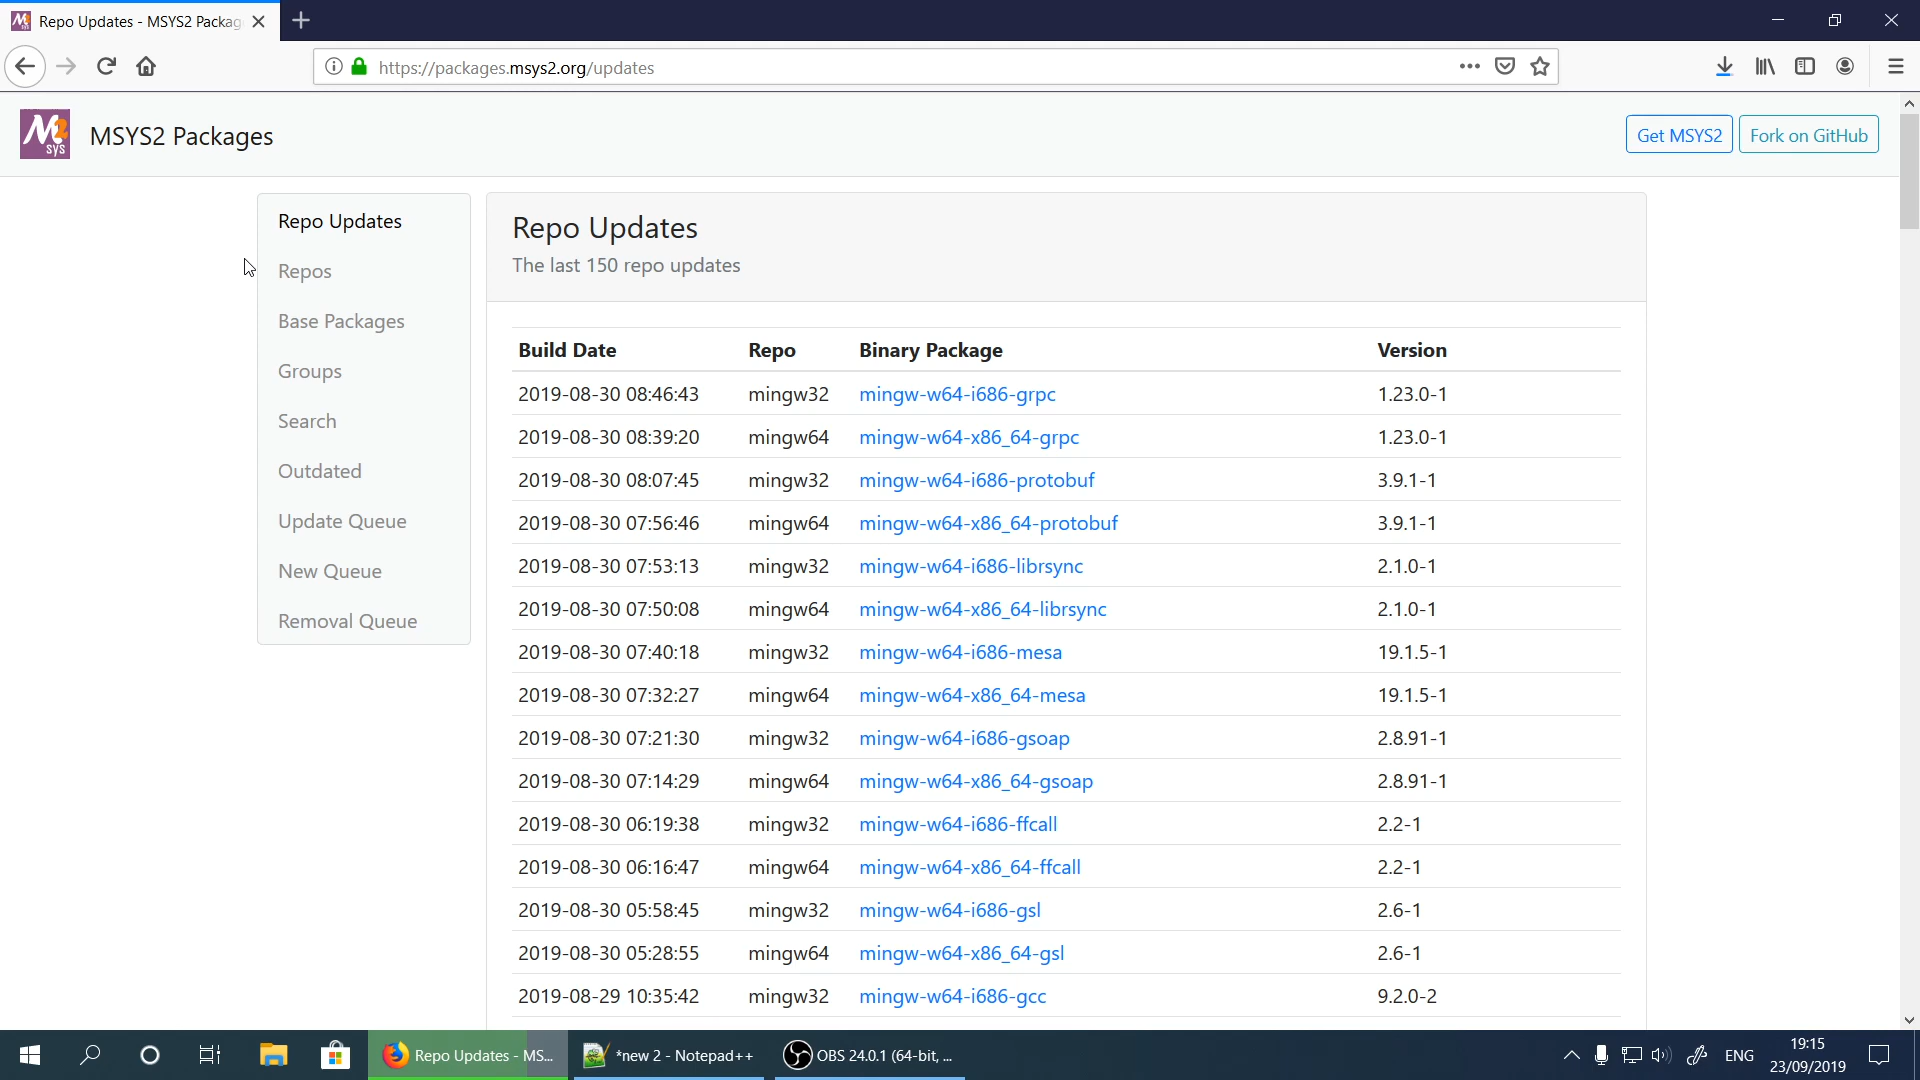 Repo Updates - MSYS2 Packag
https://packages.msys2.org/updates
M2 sys
MSYS2 Packages
Get MSYS2
Fork on GitHub
Repo Updates
Repos
Base Packages
Groups
Search
Outdated
Update Queue
New Queue
Removal Queue
Repo Updates
The last 150 repo updates
Build Date Repo Binary Package Version
2019-08-30 08:46:43 mingw32 mingw-w64-i686-grpc 1.23.0-1
2019-08-30 08:39:20 mingw64 mingw-w64-x86_64-grpc 1.23.0-1
2019-08-30 08:07:45 mingw32 mingw-w64-i686-protobuf 3.9.1-1
2019-08-30 07:56:46 mingw64 mingw-w64-x86_64-protobuf 3.9.1-1
2019-08-30 07:53:13 mingw32 mingw-w64-i686-librsync 2.1.0-1
2019-08-30 07:50:08 mingw64 mingw-w64-x86_64-librsync 2.1.0-1
2019-08-30 07:40:18 mingw32 mingw-w64-i686-mesa 19.1.5-1
2019-08-30 07:32:27 mingw64 mingw-w64-x86_64-mesa 19.1.5-1
2019-08-30 07:21:30 mingw32 mingw-w64-i686-gsoap 2.8.91-1
2019-08-30 07:14:29 mingw64 mingw-w64-x86_64-gsoap 2.8.91-1
2019-08-30 06:19:38 mingw32 mingw-w64-i686-ffcall 2.2-1
2019-08-30 06:16:47 mingw64 mingw-w64-x86_64-ffcall 2.2-1
2019-08-30 05:58:45 mingw32 mingw-w64-i686-gsl 2.6-1
2019-08-30 05:28:55 mingw64 mingw-w64-x86_64-gsl 2.6-1
2019-08-29 10:35:42 mingw32 mingw-w64-i686-gcc 9.2.0-2
Repo Updates - MS...
*new 2 - Notepad++
OBS 24.0.1 (64-bit, ...
ENG
19:15
23/09/2019